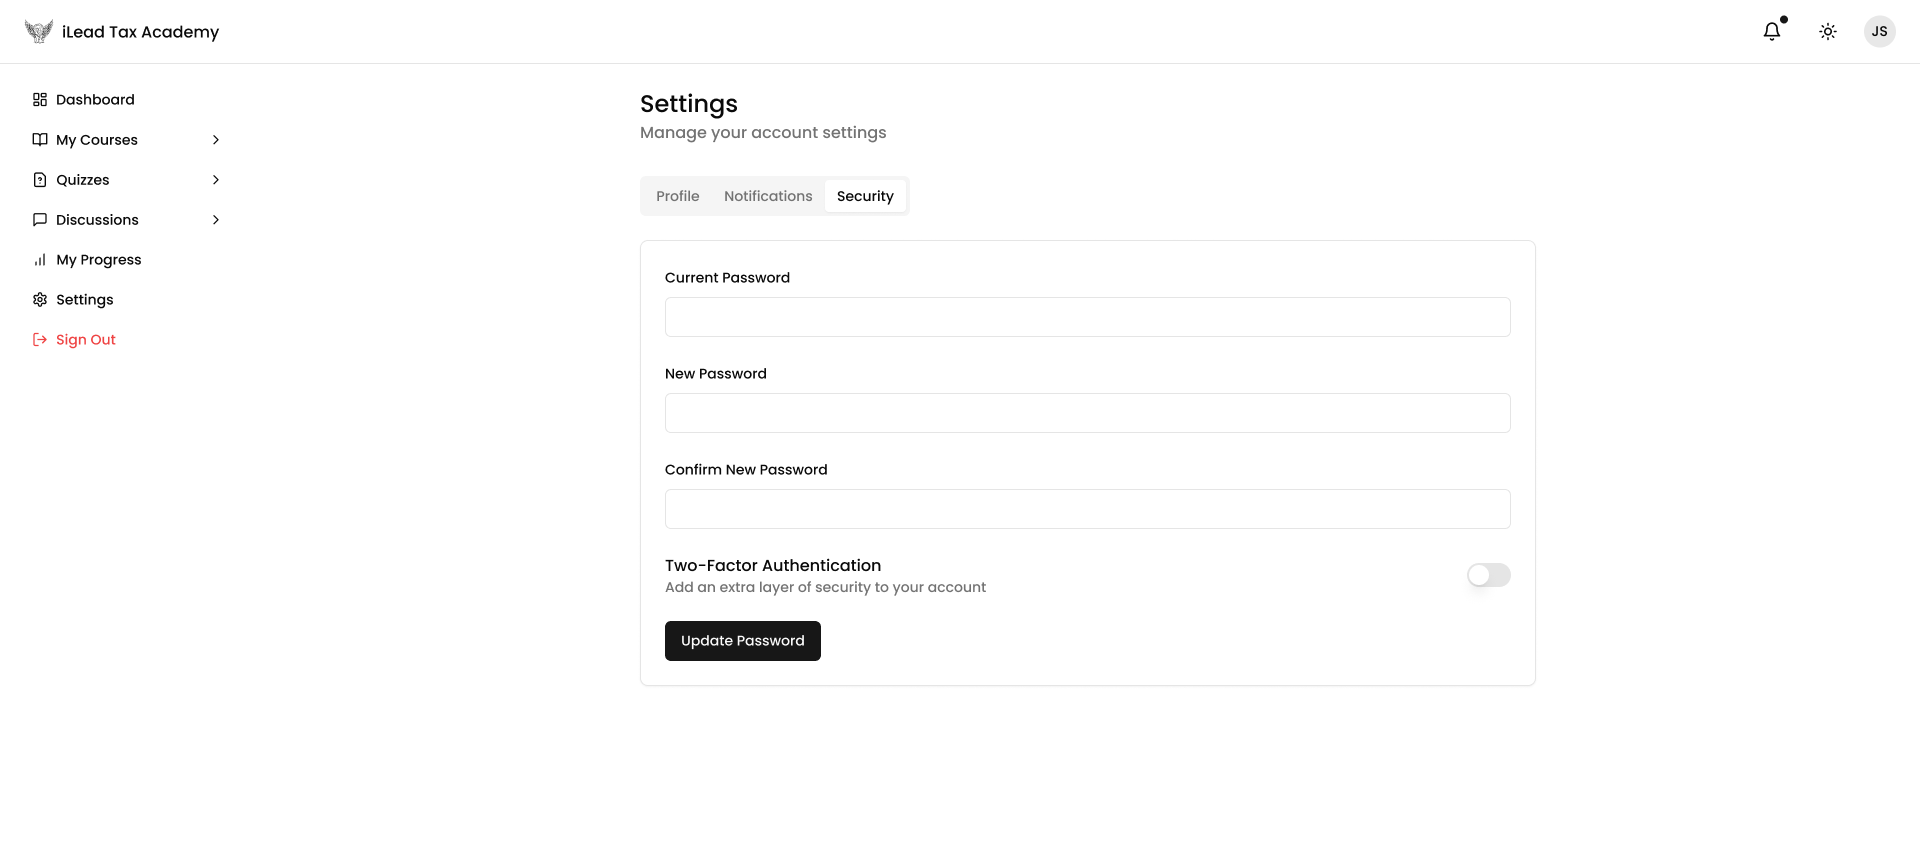 iLead Tax Academy
JS
Dashboard
My Courses
Quizzes
Discussions
My Progress
Settings
Sign Out
Settings
Manage your account settings
Profile Notifications Security
Current Password
New Password
Confirm New Password
Two-Factor Authentication
Add an extra layer of security to your account
Update Password